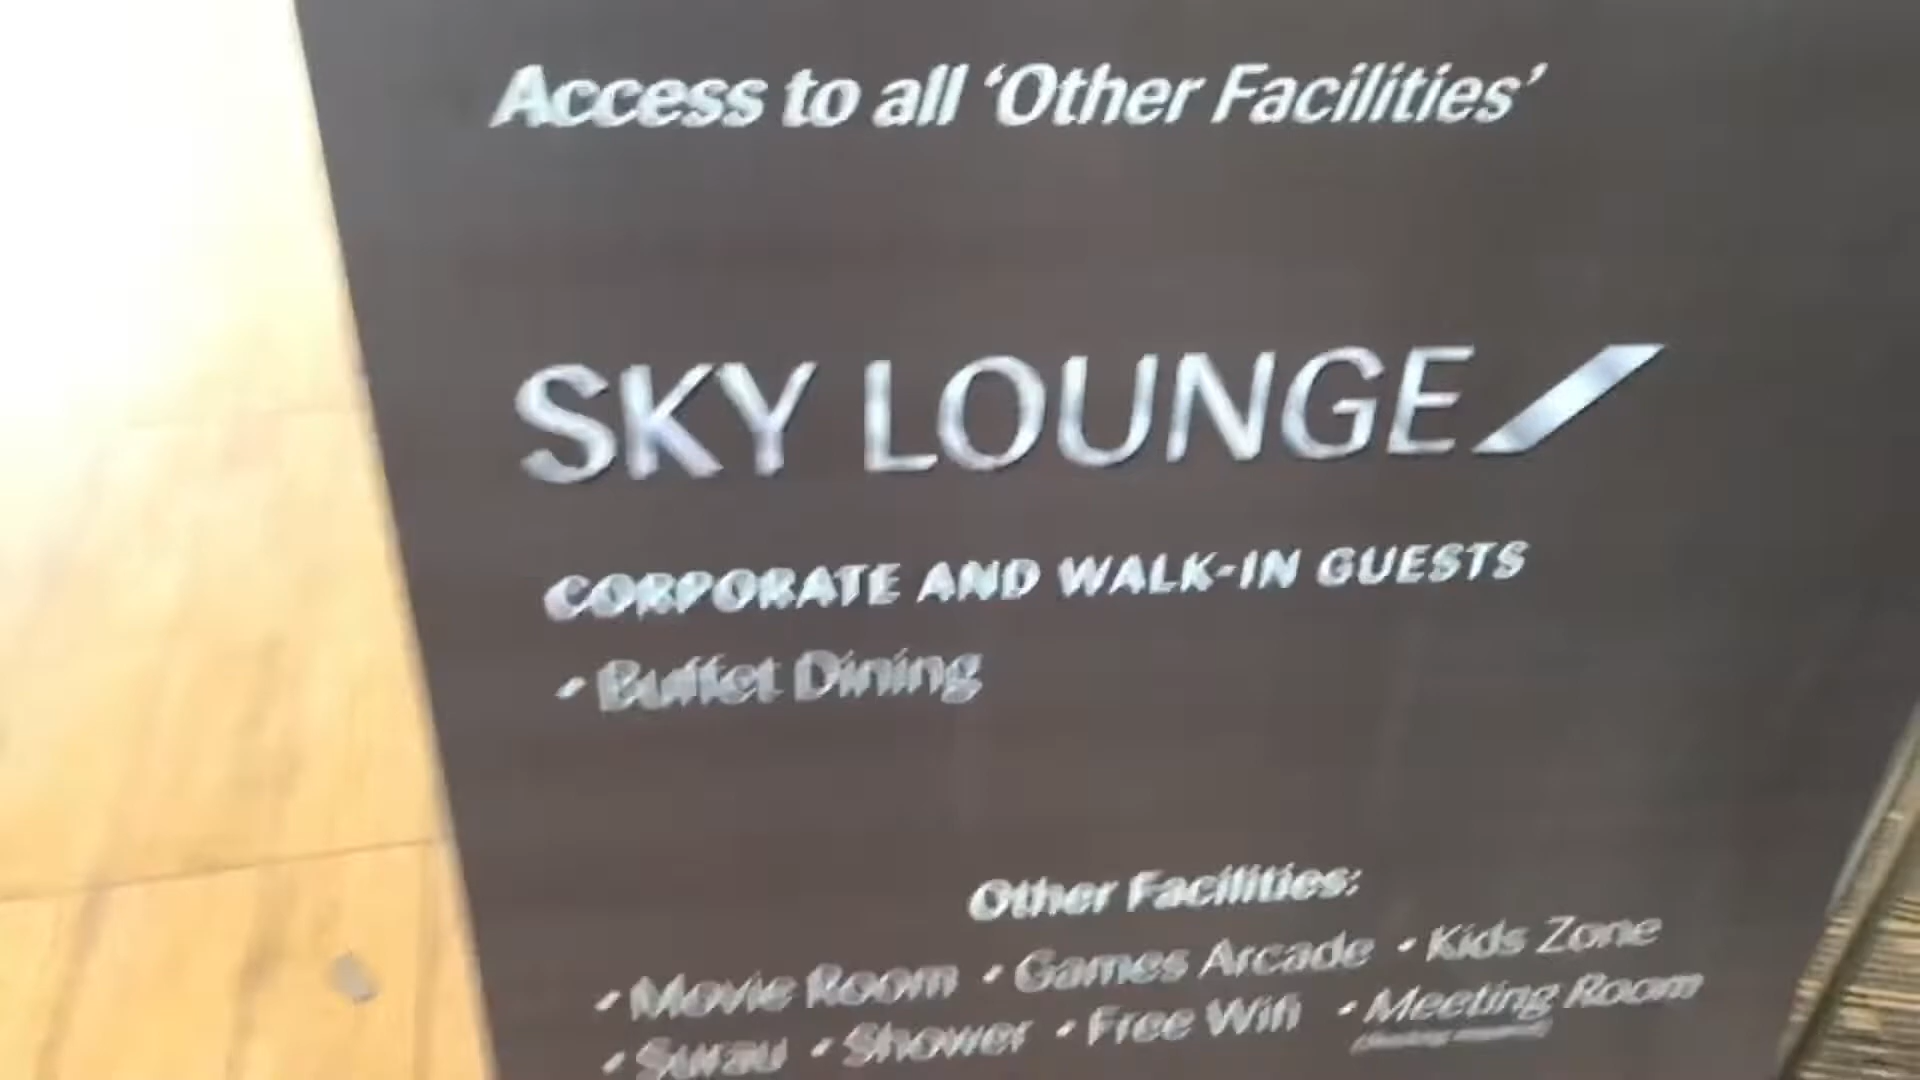 Access to all ‘Other Facilities’
SKY LOUNGE
CORPORATE AND WALK-IN GUESTS
• Buffet Dining
Other Facilities:
• Movie Room • Games Arcade • Kids Zone
• Surau • Shower • Free Wifi • Meeting Room